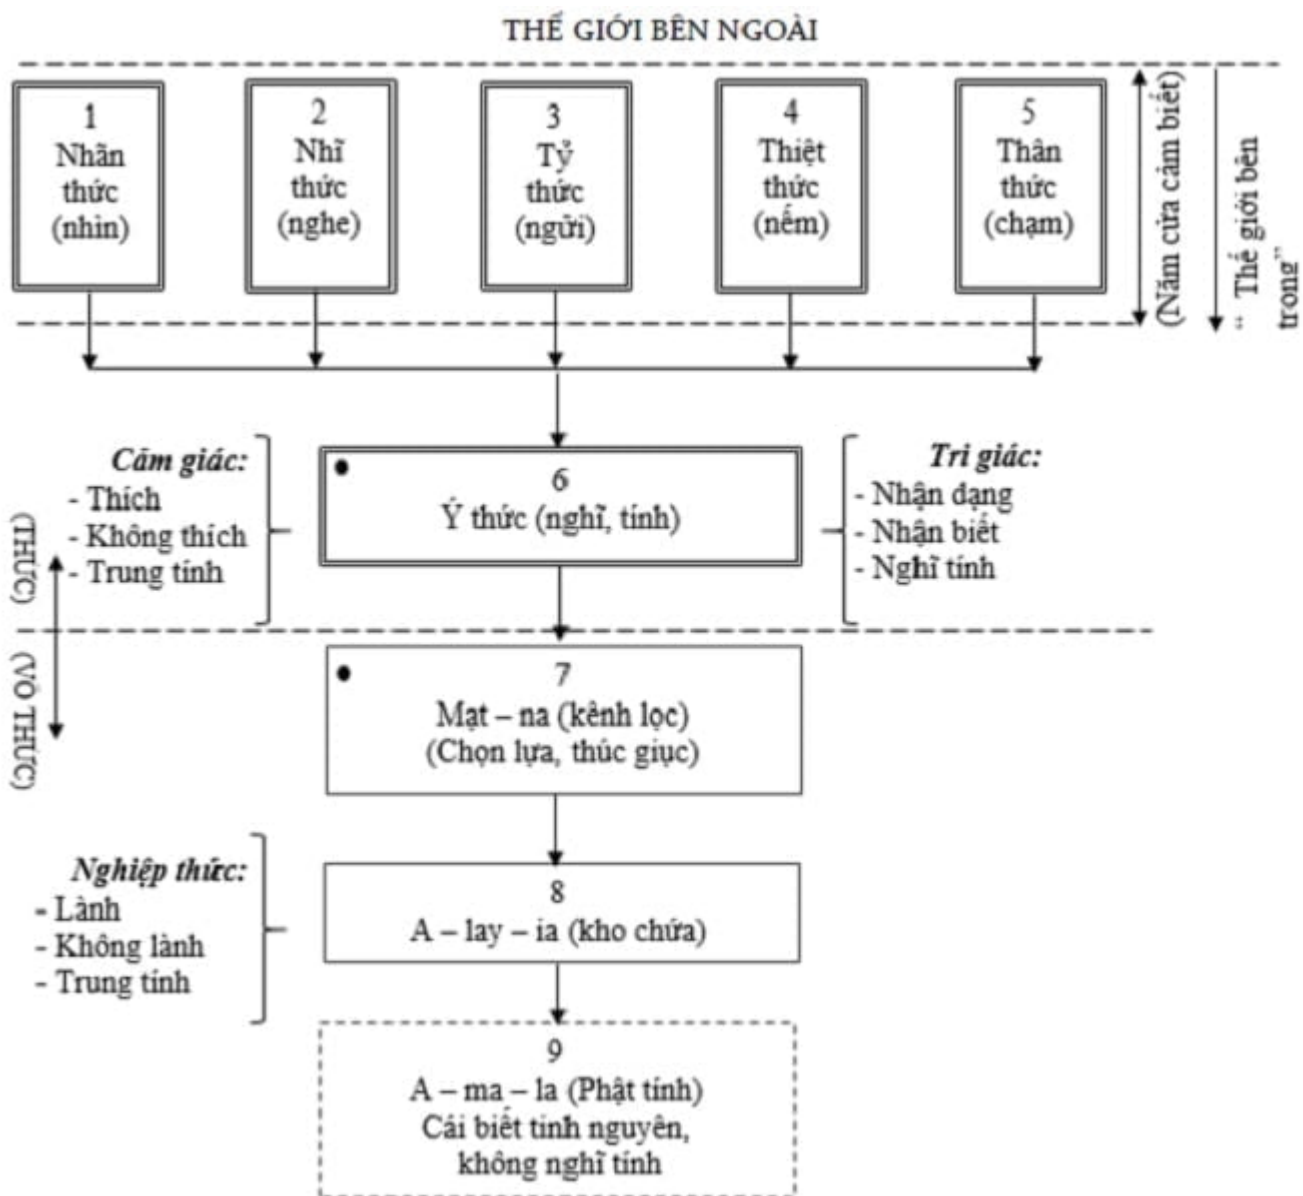 THẾ GIỚI BÊN NGOÀI
1
Nhãn
thức
(nhìn)
2
Nhĩ
thức
(nghe)
3
Tỷ
thức
(ngửi)
4
Thiệt
thức
(nếm)
5
Thân
thức
(chạm)
(Năm cửa cảm biết)
“ Thế giới bên
trong”
Cảm giác:
- Thích
- Không thích
- Trung tính
6
Ý thức (nghĩ, tính)
Tri giác:
- Nhận dạng
- Nhận biết
- Nghĩ tính
(THỨC)
(VÔ THỨC)
7
Mạt – na (kênh lọc)
(Chọn lựa, thúc giục)
Nghiệp thức:
- Lành
- Không lành
- Trung tính
8
A – lay – ia (kho chứa)
9
A – ma – la (Phật tính)
Cái biết tinh nguyên,
không nghĩ tính